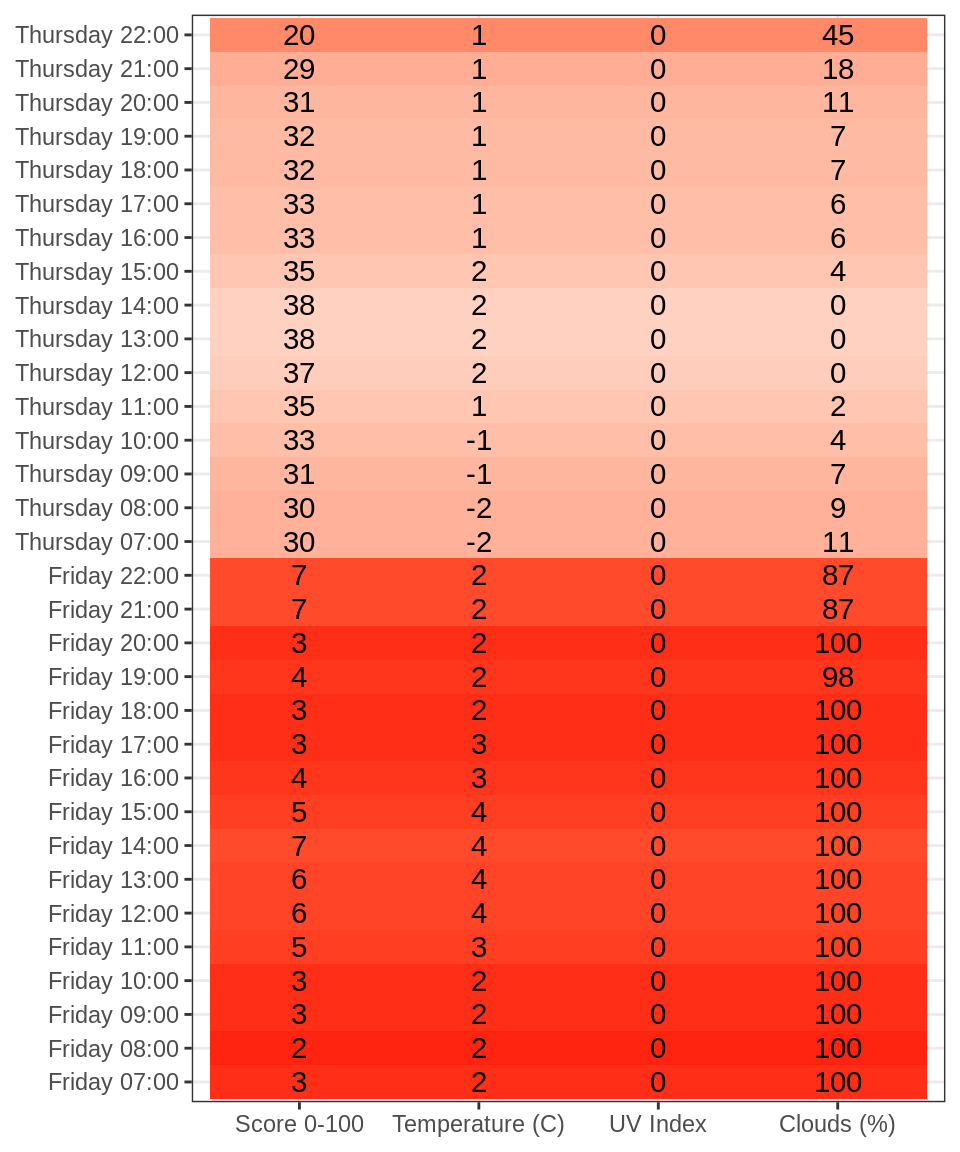 Thursday 22:00 20 1 0 45
Thursday 21:00 29 1 0 18
Thursday 20:00 31 1 0 11
Thursday 19:00 32 1 0 7
Thursday 18:00 32 1 0 7
Thursday 17:00 33 1 0 6
Thursday 16:00 33 1 0 6
Thursday 15:00 35 2 0 4
Thursday 14:00 38 2 0 0
Thursday 13:00 38 2 0 0
Thursday 12:00 37 2 0 0
Thursday 11:00 35 1 0 2
Thursday 10:00 33 -1 0 4
Thursday 09:00 31 -1 0 7
Thursday 08:00 30 -2 0 9
Thursday 07:00 30 -2 0 11
Friday 22:00 7 2 0 87
Friday 21:00 7 2 0 87
Friday 20:00 3 2 0 100
Friday 19:00 4 2 0 98
Friday 18:00 3 2 0 100
Friday 17:00 3 3 0 100
Friday 16:00 4 3 0 100
Friday 15:00 5 4 0 100
Friday 14:00 7 4 0 100
Friday 13:00 6 4 0 100
Friday 12:00 6 4 0 100
Friday 11:00 5 3 0 100
Friday 10:00 3 2 0 100
Friday 09:00 3 2 0 100
Friday 08:00 2 2 0 100
Friday 07:00 3 2 0 100
Score 0-100 Temperature (C) UV Index Clouds (%)